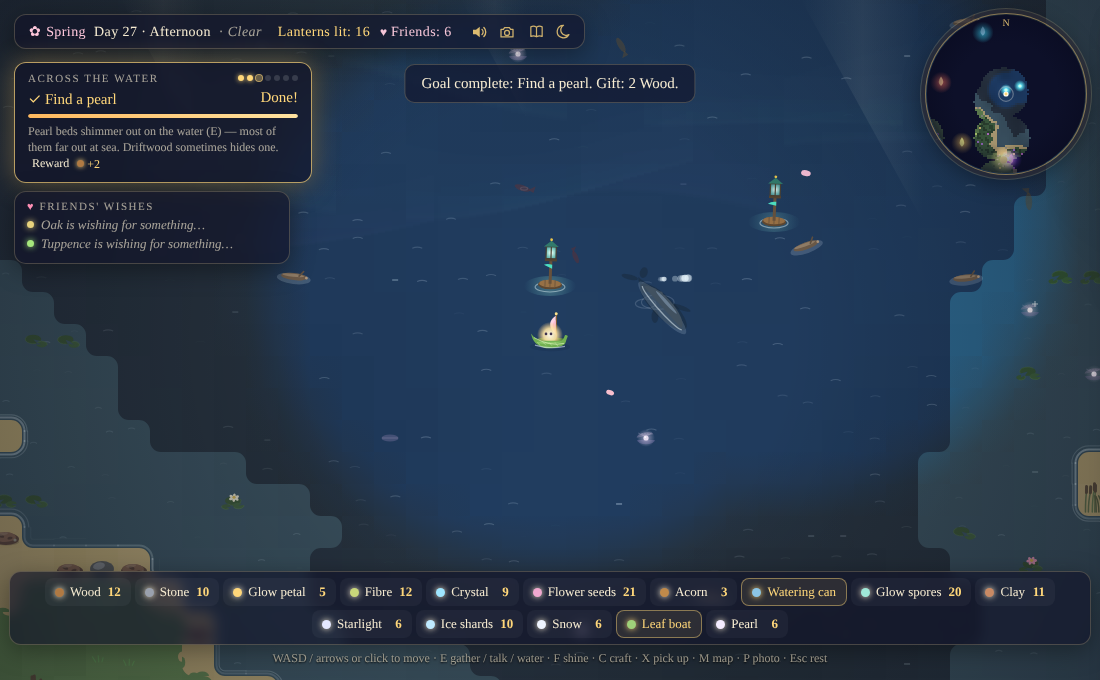 ✿ Spring Day 27 · Afternoon · Clear Lanterns lit: 16 ♥ Friends: 6
N
ACROSS THE WATER
✓ Find a pearl Done!
Pearl beds shimmer out on the water (E) — most of
them far out at sea. Driftwood sometimes hides one.
Reward +2
Goal complete: Find a pearl. Gift: 2 Wood.
♥ FRIENDS' WISHES
Oak is wishing for something…
Tuppence is wishing for something…
Wood 12 Stone 10 Glow petal 5 Fibre 12 Crystal 9 Flower seeds 21 Acorn 3 Watering can Glow spores 20 Clay 11
Starlight 6 Ice shards 10 Snow 6 Leaf boat Pearl 6
WASD / arrows or click to move · E gather / talk / water · F shine · C craft · X pick up · M map · P photo · Esc rest